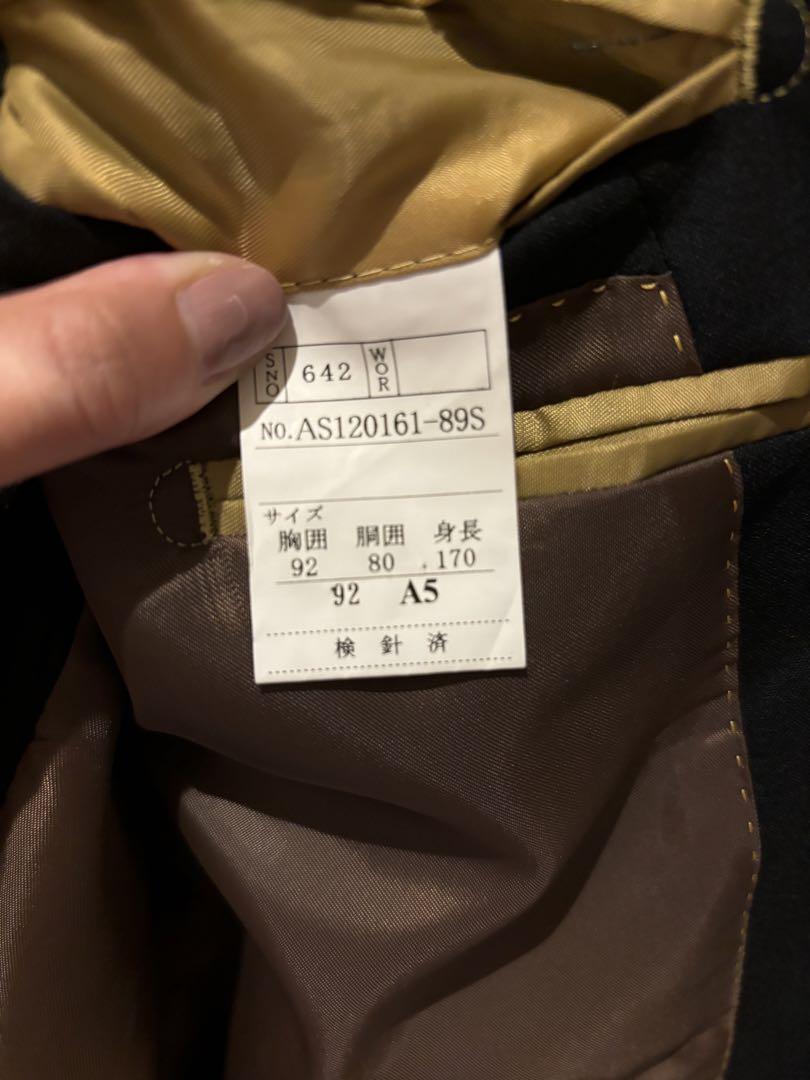 SNO 642 WOR
NO.AS120161-89S
サイズ
胸囲 胴囲 身長
92 80 170
92 A5
検針済